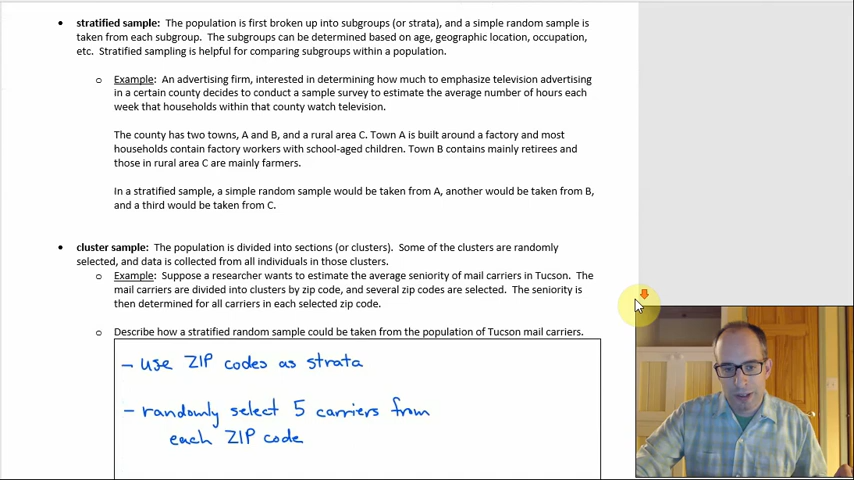 • stratified sample: The population is first broken up into subgroups (or strata), and a simple random sample is
taken from each subgroup. The subgroups can be determined based on age, geographic location, occupation,
etc. Stratified sampling is helpful for comparing subgroups within a population.
o Example: An advertising firm, interested in determining how much to emphasize television advertising
in a certain county decides to conduct a sample survey to estimate the average number of hours each
week that households within that county watch television.
The county has two towns, A and B, and a rural area C. Town A is built around a factory and most
households contain factory workers with school-aged children. Town B contains mainly retirees and
those in rural area C are mainly farmers.
In a stratified sample, a simple random sample would be taken from A, another would be taken from B,
and a third would be taken from C.
• cluster sample: The population is divided into sections (or clusters). Some of the clusters are randomly
selected, and data is collected from all individuals in those clusters.
o Example: Suppose a researcher wants to estimate the average seniority of mail carriers in Tucson. The
mail carriers are divided into clusters by zip code, and several zip codes are selected. The seniority is
then determined for all carriers in each selected zip code.
o Describe how a stratified random sample could be taken from the population of Tucson mail carriers.
- use ZIP codes as strata
- randomly select 5 carriers from
each ZIP code